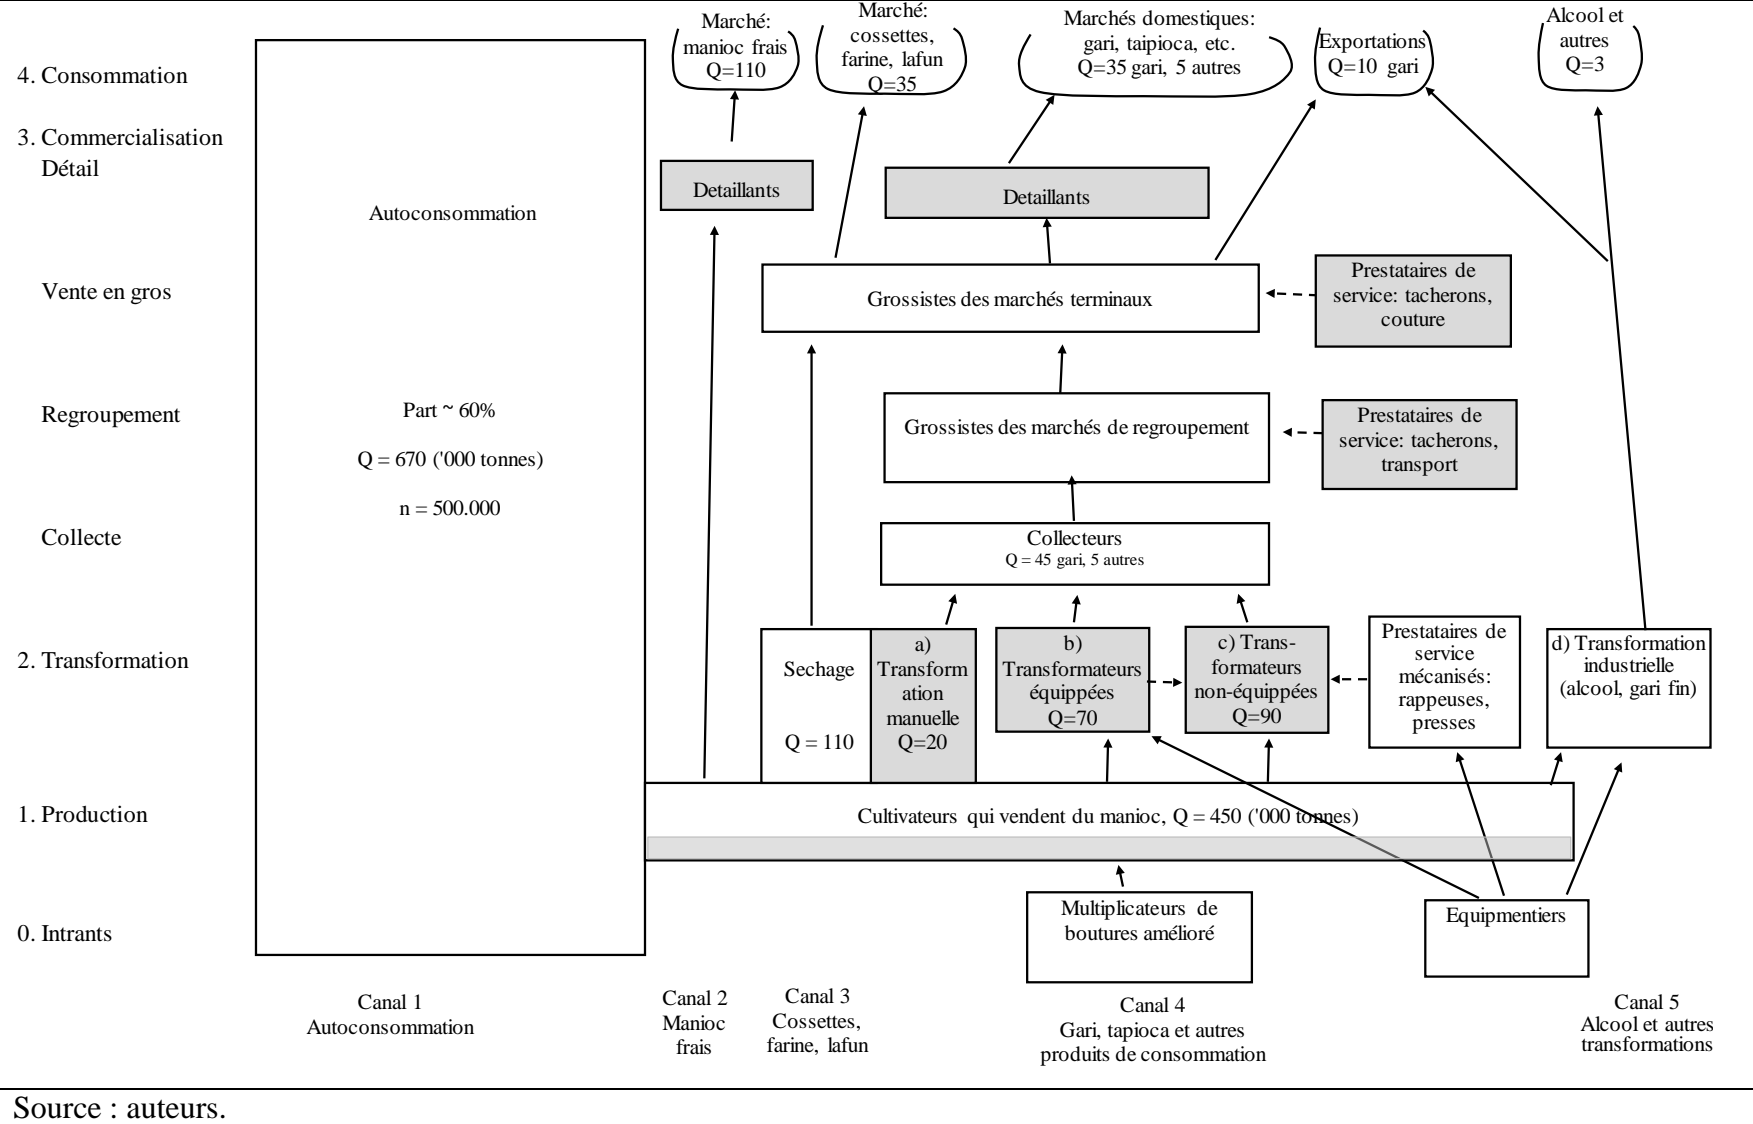 Marché:
manioc frais
Q=110
Marché:
cossettes,
farine, lafun
Q=35
Marchés domestiques:
gari, taipioca, etc.
Q=35 gari, 5 autres
Exportations
Q=10 gari
Alcool et
autres
Q=3
4. Consommation
3. Commercialisation
Détail
Detaillants
Detaillants
Autoconsommation
Vente en gros
Grossistes des marchés terminaux
Prestataires de
service: tacherons,
couture
Regroupement
Part ~ 60%
Q = 670 ('000 tonnes)
n = 500.000
Grossistes des marchés de regroupement
Prestataires de
service: tacherons,
transport
Collecte
Collecteurs
Q = 45 gari, 5 autres
2. Transformation
Sechage
Q = 110
a)
Transform
ation
manuelle
Q=20
b)
Transformateurs
équippées
Q=70
c) Trans-
formateurs
non-équippées
Q=90
Prestataires de
service
mécanisés:
rappeuses,
presses
d) Transformation
industrielle
(alcool, gari fin)
1. Production
Cultivateurs qui vendent du manioc, Q = 450 ('000 tonnes)
0. Intrants
Multiplicateurs de
boutures amélioré
Equipmentiers
Canal 1
Autoconsommation
Canal 2
Manioc
frais
Canal 3
Cossettes,
farine, lafun
Canal 4
Gari, tapioca et autres
produits de consommation
Canal 5
Alcool et autres
transformations
Source : auteurs.